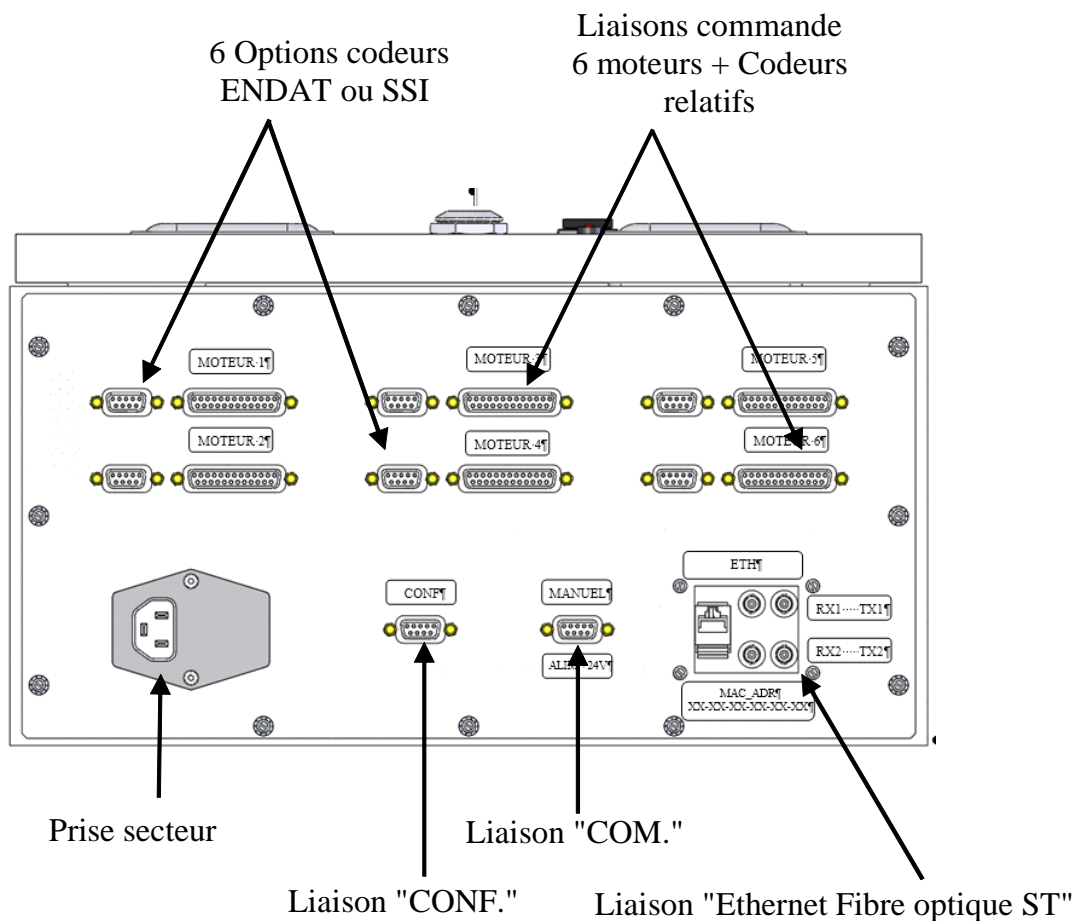 6 Options codeurs
ENDAT ou SSI
Liaisons commande
6 moteurs + Codeurs
relatifs
¶
MOTEUR·1¶
MOTEUR·3¶
MOTEUR·5¶
MOTEUR·2¶
MOTEUR·4¶
MOTEUR·6¶
ETH¶
CONF¶
MANUEL¶
RX1·····TX1¶
RX2·····TX2¶
24V¶
MAC_ADR¶
XX-XX-XX-XX-XX-XX¶
Prise secteur
Liaison "COM."
Liaison "CONF."
Liaison "Ethernet Fibre optique ST"